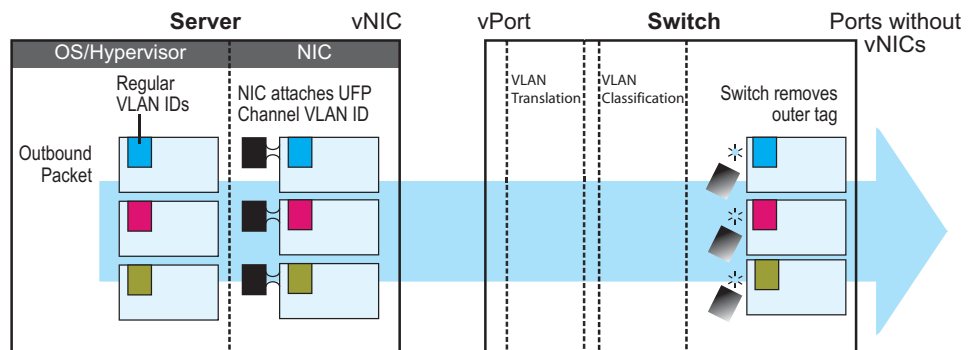 Server
vNIC
vPort
Switch
Ports without
vNICs
OS/Hypervisor
NIC
Regular
VLAN IDs
NIC attaches UFP
Channel VLAN ID
VLAN
Translation
VLAN
Classification
Switch removes
outer tag
Outbound
Packet